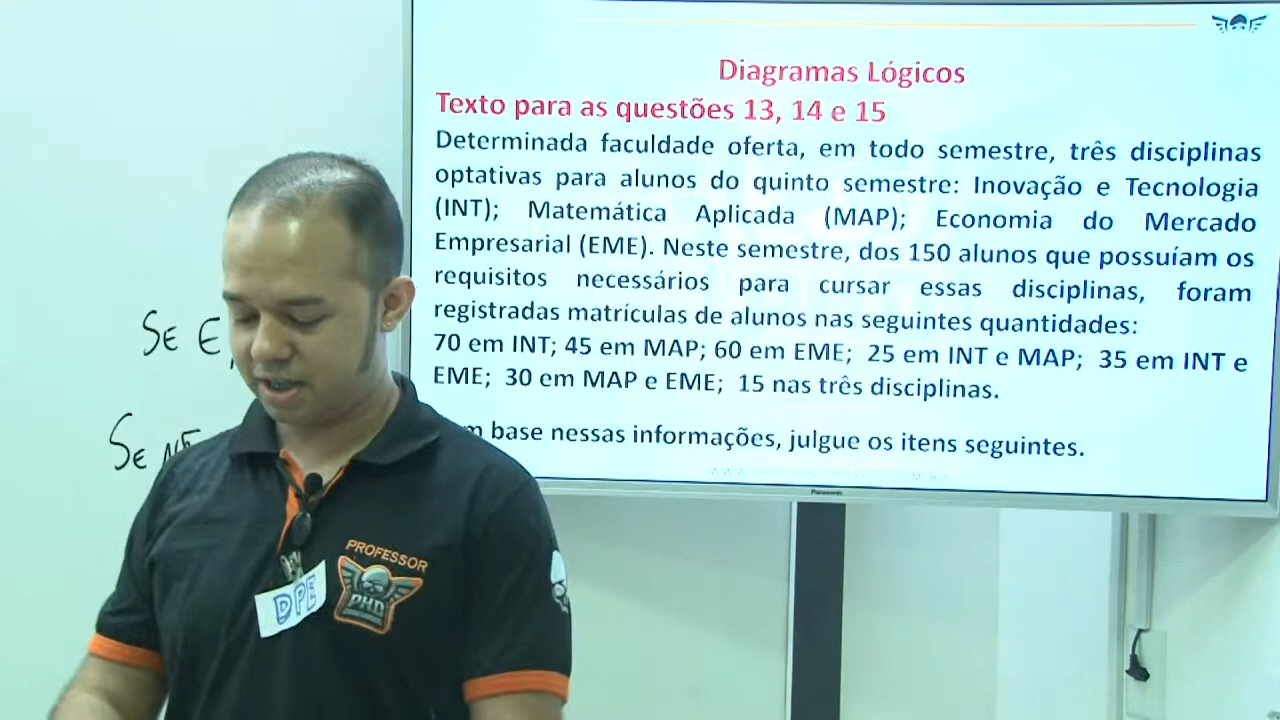 Diagramas Lógicos
Texto para as questões 13, 14 e 15
Determinada faculdade oferta, em todo semestre, três disciplinas
optativas para alunos do quinto semestre: Inovação e Tecnologia
(INT); Matemática Aplicada (MAP); Economia do Mercado
Empresarial (EME). Neste semestre, dos 150 alunos que possuíam os
requisitos necessários para cursar essas disciplinas, foram
registradas matrículas de alunos nas seguintes quantidades:
70 em INT; 45 em MAP; 60 em EME; 25 em INT e MAP; 35 em INT e
EME; 30 em MAP e EME; 15 nas três disciplinas.
base nessas informações, julgue os itens seguintes.
Panasonic
SE E
SE
PROFESSOR
PHD
DPE